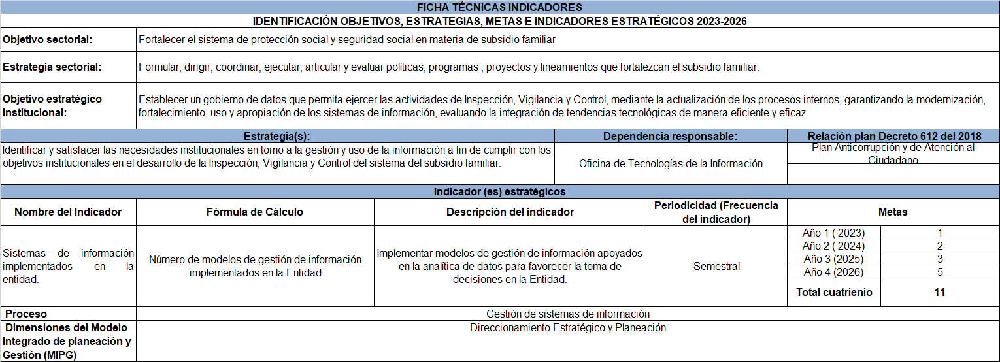 FICHA TÉCNICAS INDICADORES
IDENTIFICACIÓN OBJETIVOS, ESTRATEGIAS, METAS E INDICADORES ESTRATÉGICOS 2023-2026
Objetivo sectorial:
Fortalecer el sistema de protección social y seguridad social en materia de subsidio familiar
Estrategia sectorial:
Formular, dirigir, coordinar, ejecutar, articular y evaluar políticas, programas , proyectos y lineamientos que fortalezcan el subsidio familiar.
Objetivo estratégico
Institucional:
Establecer un gobierno de datos que permita ejercer las actividades de Inspección, Vigilancia y Control, mediante la actualización de los procesos internos, garantizando la modernización,
fortalecimiento, uso y apropiación de los sistemas de información, evaluando la integración de tendencias tecnológicas de manera eficiente y eficaz.
Estrategia(s):
Dependencia responsable:
Relación plan Decreto 612 del 2018
Identificar y satisfacer las necesidades institucionales en torno a la gestión y uso de la información a fin de cumplir con los
objetivos institucionales en el desarrollo de la Inspección, Vigilancia y Control del sistema del subsidio familiar.
Oficina de Tecnologías de la Información
Plan Anticorrupción y de Atención al
Ciudadano
Indicador (es) estratégicos
Nombre del Indicador
Fórmula de Cálculo
Descripción del indicador
Periodicidad (Frecuencia
del indicador)
Metas
Sistemas de información
implementados en la
entidad.
Número de modelos de gestión de información
implementados en la Entidad
Implementar modelos de gestión de información apoyados
en la analítica de datos para favorecer la toma de
decisiones en la Entidad.
Semestral
Año 1 ( 2023) 1
Año 2 ( 2024) 2
Año 3 (2025) 3
Año 4 (2026) 5
Total cuatrienio 11
Proceso
Gestión de sistemas de información
Dimensiones del Modelo
Integrado de planeación y
Gestión (MIPG)
Direccionamiento Estratégico y Planeación